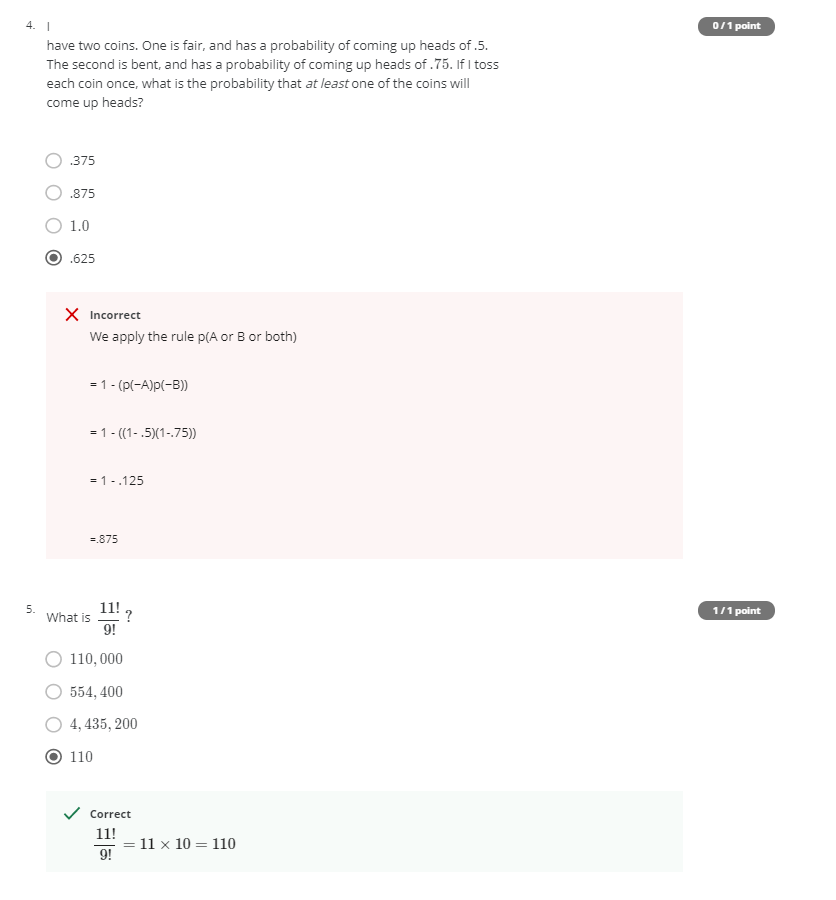 4. I
0 / 1 point
have two coins. One is fair, and has a probability of coming up heads of .5.
The second is bent, and has a probability of coming up heads of .75. If I toss
each coin once, what is the probability that at least one of the coins will
come up heads?
.375
.875
1.0
.625
Incorrect
We apply the rule p(A or B or both)
= 1 - (p(~A)p(~B))
= 1 - ((1- .5)(1-.75))
= 1 - .125
=.875
5. What is 11!/9! ?
1 / 1 point
110,000
554,400
4,435,200
110
Correct
11!/9! = 11 × 10 = 110